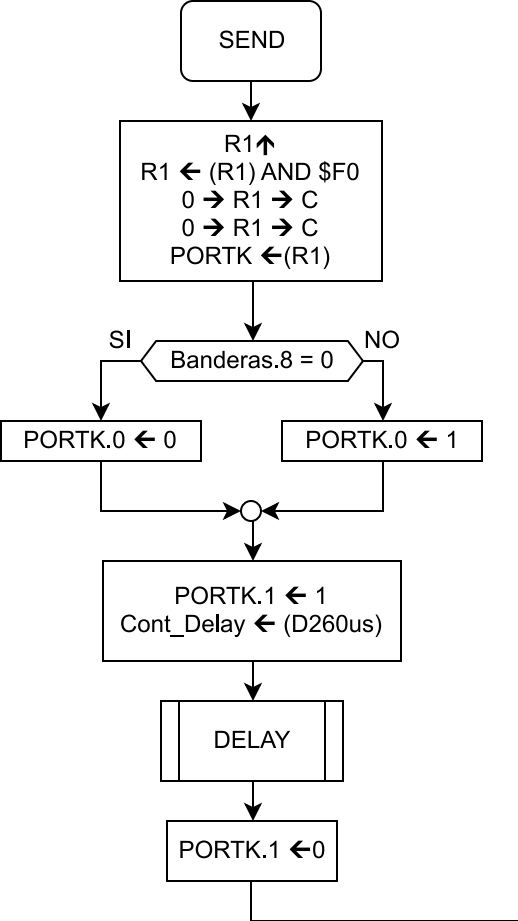 SEND
R1🡩
R1 🡨 (R1) AND $F0
0 🡪 R1 🡪 C
0 🡪 R1 🡪 C
PORTK 🡨(R1)
SI
NO
Banderas.8 = 0
PORTK.0 🡨 0
PORTK.0 🡨 1
PORTK.1 🡨 1
Cont_Delay 🡨 (D260us)
DELAY
PORTK.1 🡨0